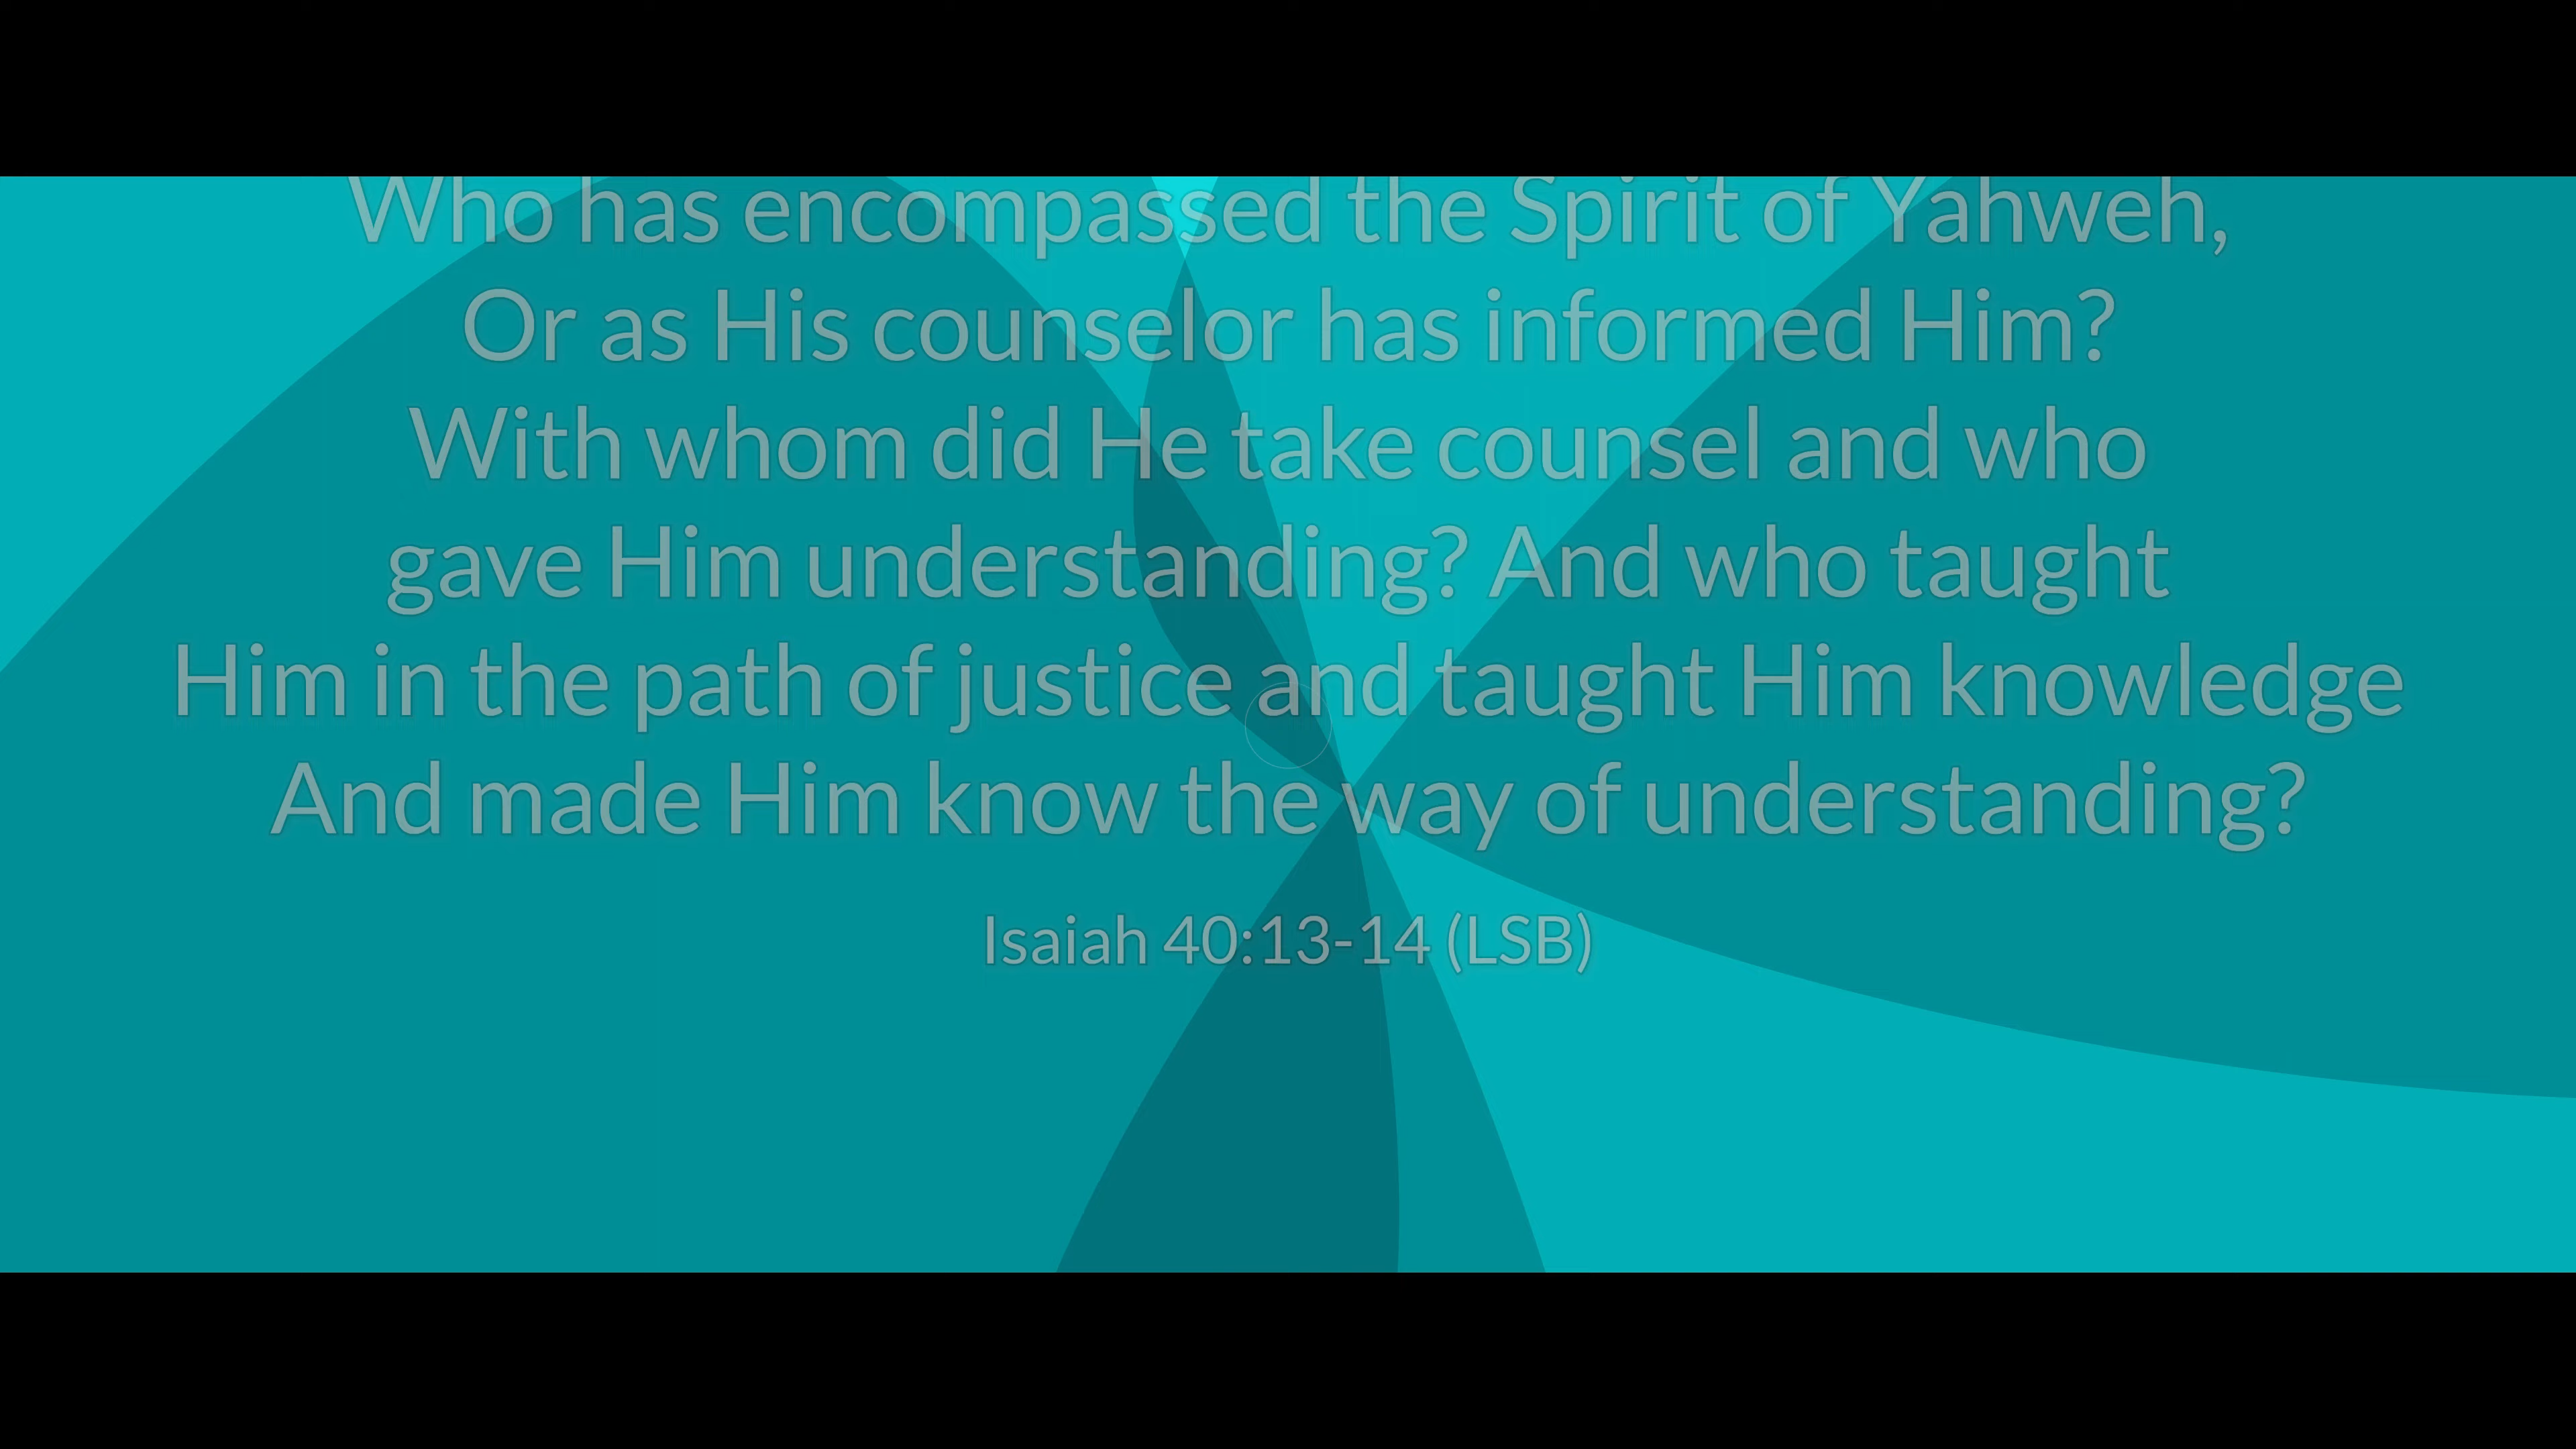 Who has encompassed the Spirit of Yahweh,
Or as His counselor has informed Him?
With whom did He take counsel and who
gave Him understanding? And who taught
Him in the path of justice and taught Him knowledge
And made Him know the way of understanding?
Isaiah 40:13-14 (LSB)